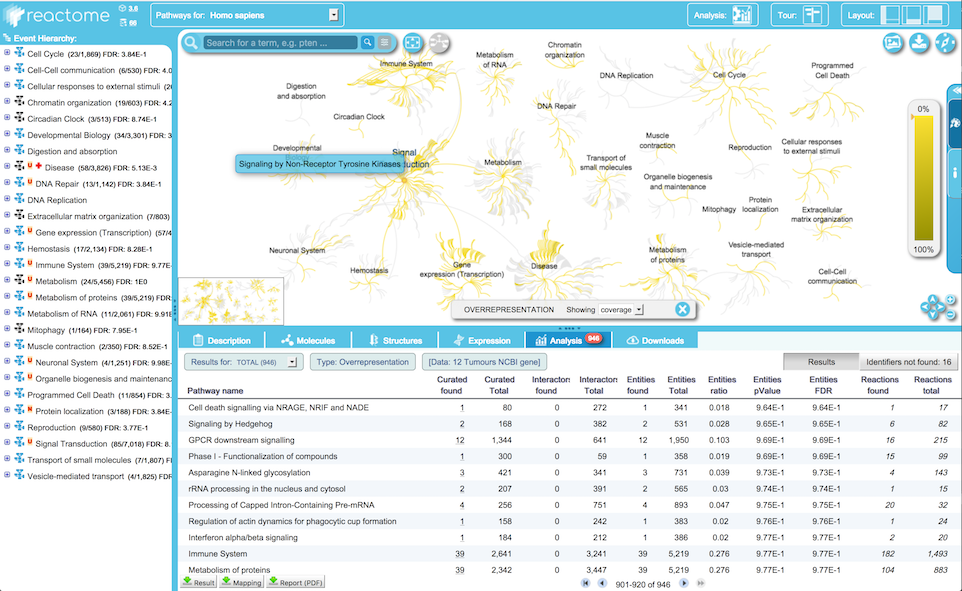 reactome
3.6
66
Pathways for: Homo sapiens
Analysis:
Tour:
Layout:
Event Hierarchy:
Cell Cycle (23/1,869) FDR: 3.84E-1
Cell-Cell communication (6/530) FDR: 4.0
Cellular responses to external stimuli (2
Chromatin organization (19/603) FDR: 4.2
Circadian Clock (3/513) FDR: 8.74E-1
Developmental Biology (34/3,301) FDR: 3
Digestion and absorption
Disease (58/3,826) FDR: 5.13E-3
DNA Repair (13/1,142) FDR: 3.84E-1
DNA Replication
Extracellular matrix organization (7/803)
Gene expression (Transcription) (57/4
Hemostasis (17/2,134) FDR: 8.28E-1
Immune System (39/5,219) FDR: 9.77E
Metabolism (24/5,456) FDR: 1E0
Metabolism of proteins (39/5,219) FDR:
Metabolism of RNA (11/2,061) FDR: 9.91E
Mitophagy (1/164) FDR: 7.95E-1
Muscle contraction (2/350) FDR: 8.52E-1
Neuronal System (4/1,251) FDR: 9.98E-
Organelle biogenesis and maintenanc
Programmed Cell Death (11/854) FDR: 3
Protein localization (3/188) FDR: 3.84E-
Reproduction (9/580) FDR: 3.77E-1
Signal Transduction (85/7,018) FDR: 8.
Transport of small molecules (7/1,807) F
Vesicle-mediated transport (4/1,825) FD
Search for a term, e.g. pten ...
Immune System
Metabolism
of RNA
Chromatin
organization
DNA Replication
Cell Cycle
Programmed
Cell Death
Digestion
and absorption
DNA Repair
Circadian Clock
Developmental
Signal
uction
Signaling by Non-Receptor Tyrosine Kinases
Metabolism
Muscle
contraction
Transport of
small molecules
Reproduction
Cellular responses
to external stimuli
Organelle biogenesis
and maintenance
Mitophagy
Protein
localization
Extracellular
matrix organization
Neuronal System
Hemostasis
Gene
expression (Transcription)
Disease
Metabolism
of proteins
Vesicle-mediated
transport
Cell-Cell
communication
0%
100%
OVERREPRESENTATION Showing coverage
Description
Molecules
Structures
Expression
Analysis 946
Downloads
Results for: TOTAL (946)
Type: Overrepresentation
[Data: 12 Tumours NCBI gene]
Results
Identifiers not found: 16
Pathway name Curated found Curated Total Interactors found Interactors Total Entities found Entities Total Entities ratio Entities pValue Entities FDR Reactions found Reactions total
Cell death signalling via NRAGE, NRIF and NADE 1 80 0 272 1 341 0.018 9.64E-1 9.64E-1 1 17
Signaling by Hedgehog 2 168 0 382 2 531 0.028 9.65E-1 9.65E-1 6 82
GPCR downstream signalling 12 1,344 0 641 12 1,950 0.103 9.69E-1 9.69E-1 16 215
Phase I - Functionalization of compounds 1 300 0 59 1 358 0.019 9.69E-1 9.69E-1 15 99
Asparagine N-linked glycosylation 3 421 0 341 3 731 0.039 9.73E-1 9.73E-1 4 143
rRNA processing in the nucleus and cytosol 2 207 0 391 2 565 0.03 9.74E-1 9.74E-1 1 15
Processing of Capped Intron-Containing Pre-mRNA 4 256 0 751 4 893 0.047 9.75E-1 9.75E-1 20 32
Regulation of actin dynamics for phagocytic cup formation 1 158 0 242 1 383 0.02 9.76E-1 9.76E-1 1 24
Interferon alpha/beta signaling 1 184 0 212 1 386 0.02 9.77E-1 9.77E-1 2 20
Immune System 39 2,641 0 3,241 39 5,219 0.276 9.77E-1 9.77E-1 182 1,493
Metabolism of proteins 39 2,342 0 3,447 39 5,219 0.276 9.77E-1 9.77E-1 104 883
Result
Mapping
Report (PDF)
901-920 of 946